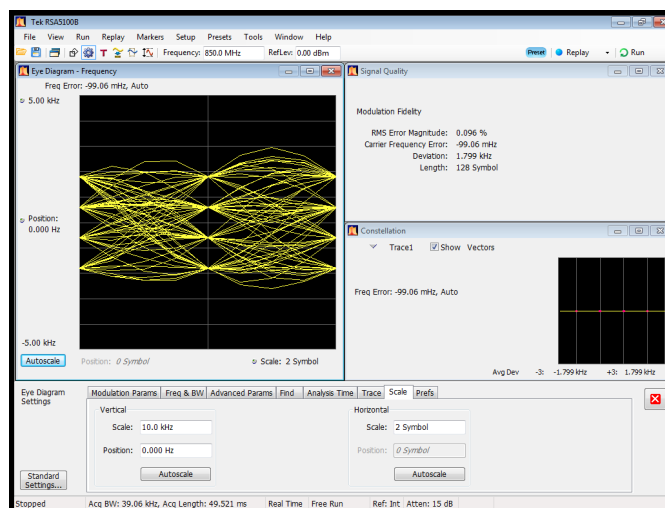 Tek RSA5100B
File View Run Replay Markers Setup Presets Tools Window Help
T Frequency: 850.0 MHz RefLev: 0.00 dBm Preset Replay Run
Eye Diagram - Frequency
Freq Error: -99.06 mHz, Auto
5.00 kHz
Position:
0.000 Hz
-5.00 kHz
Autoscale Position: 0 Symbol Scale: 2 Symbol
Signal Quality
Modulation Fidelity
RMS Error Magnitude: 0.096 %
Carrier Frequency Error: -99.06 mHz
Deviation: 1.799 kHz
Length: 128 Symbol
Constellation
Trace1 Show Vectors
Freq Error: -99.06 mHz, Auto
Avg Dev -3: -1.799 kHz +3: 1.799 kHz
Eye Diagram
Settings
Modulation Params Freq & BW Advanced Params Find Analysis Time Trace Scale Prefs
Vertical
Scale: 10.0 kHz
Position: 0.000 Hz
Autoscale
Horizontal
Scale: 2 Symbol
Position: 0 Symbol
Autoscale
Standard
Settings...
Stopped Acq BW: 39.06 kHz, Acq Length: 49.521 ms Real Time Free Run Ref: Int Atten: 15 dB